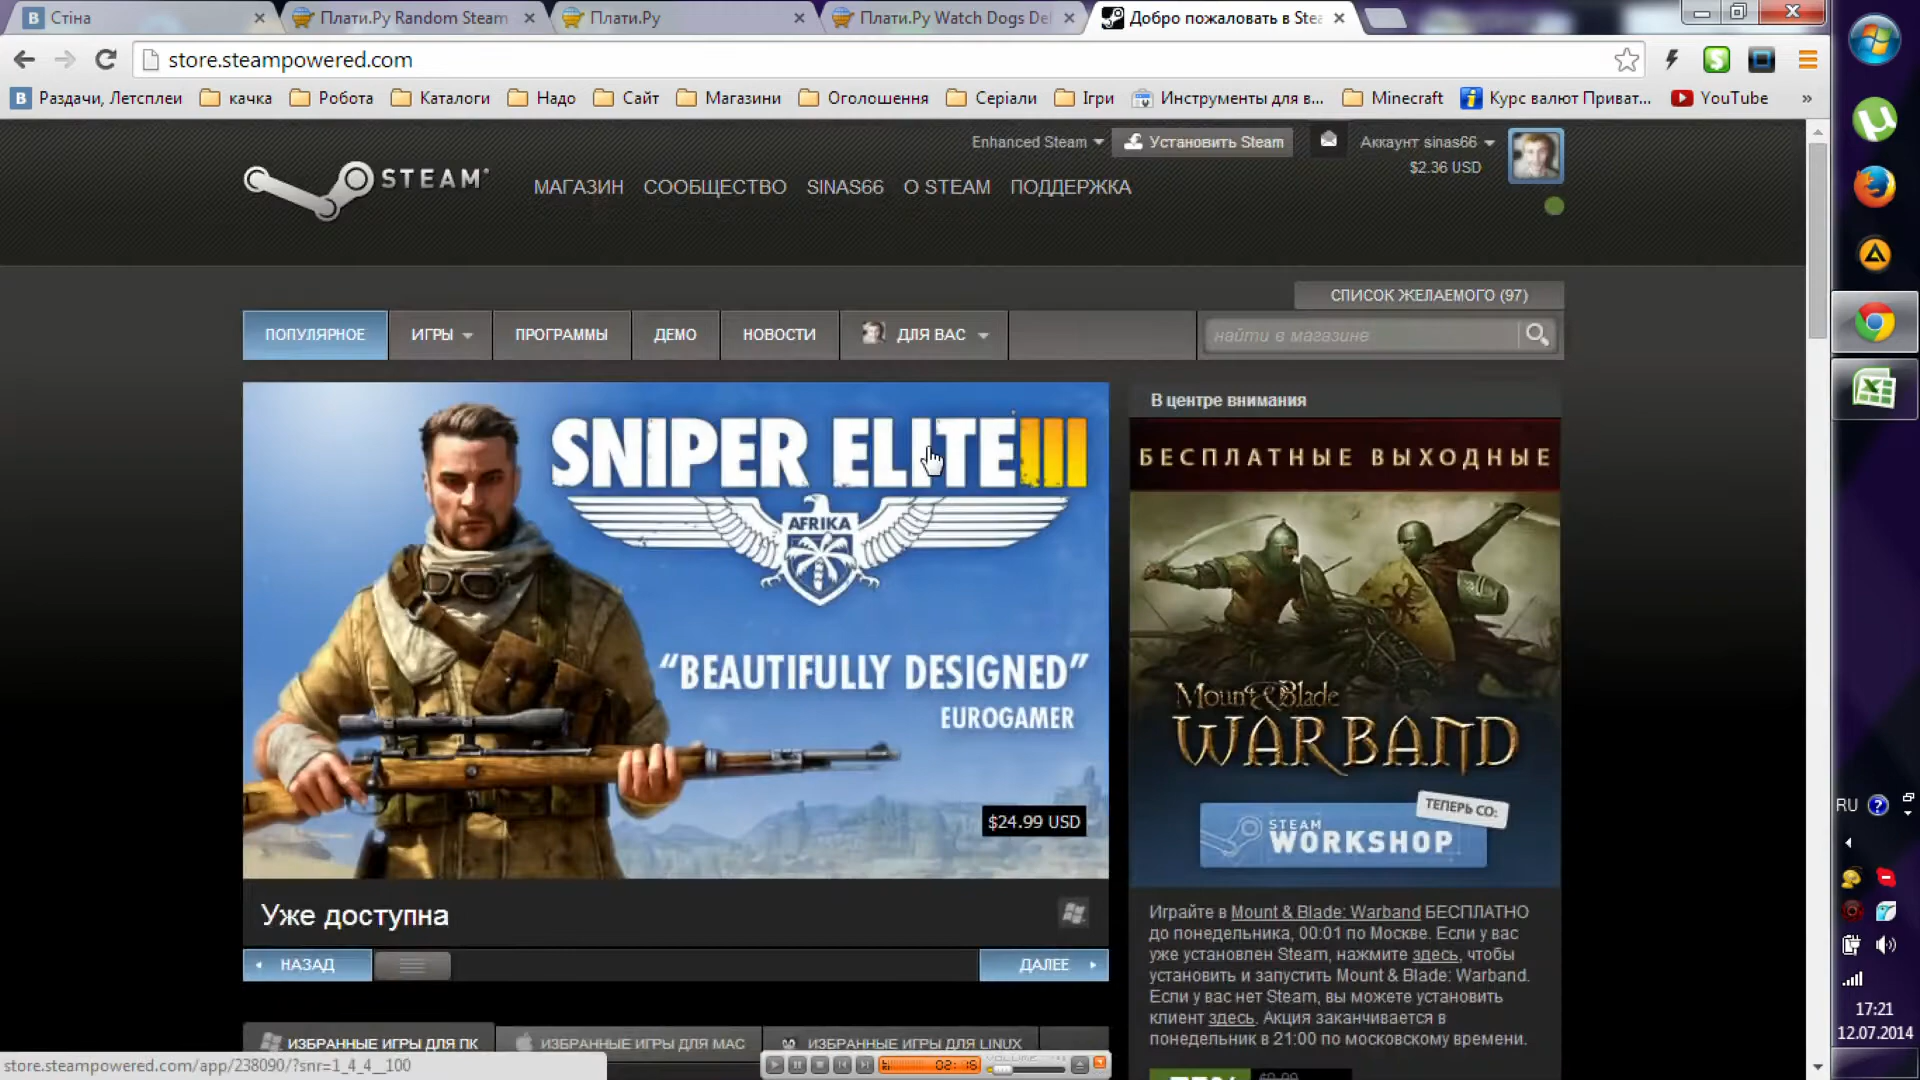 Стіна
Плати.Ру Random Steam
Плати.Ру
Плати.Ру Watch Dogs Del
Добро пожаловать в Stea
store.steampowered.com
Раздачи, Летсплеи
качка
Робота
Каталоги
Надо
Сайт
Магазини
Оголошення
Серіали
Ігри
Инструменты для в...
Minecraft
Курс валют Приват...
YouTube
»
Enhanced Steam
Установить Steam
Аккаунт sinas66
$2.36 USD
STEAM
МАГАЗИН СООБЩЕСТВО SINAS66 О STEAM ПОДДЕРЖКА
СПИСОК ЖЕЛАЕМОГО (97)
ПОПУЛЯРНОЕ
ИГРЫ
ПРОГРАММЫ
ДЕМО
НОВОСТИ
ДЛЯ ВАС
найти в магазине
SNIPER ELITE III
AFRIKA
“BEAUTIFULLY DESIGNED”
EUROGAMER
$24.99 USD
Уже доступна
НАЗАД
ДАЛЕЕ
В центре внимания
БЕСПЛАТНЫЕ ВЫХОДНЫЕ
Mount & Blade
WARBAND
ТЕПЕРЬ СО:
STEAM
WORKSHOP
Играйте в Mount & Blade: Warband БЕСПЛАТНО
до понедельника, 00:01 по Москве. Если у вас
уже установлен Steam, нажмите здесь, чтобы
установить и запустить Mount & Blade: Warband.
Если у вас нет Steam, вы можете установить
клиент здесь. Акция заканчивается в
понедельник в 21:00 по московскому времени.
ИЗБРАННЫЕ ИГРЫ ДЛЯ ПК
ИЗБРАННЫЕ ИГРЫ ДЛЯ MAC
ИЗБРАННЫЕ ИГРЫ ДЛЯ LINUX
store.steampowered.com/app/238090/?snr=1_4_4__100
02:16
VOLUME
RU
17:21
12.07.2014